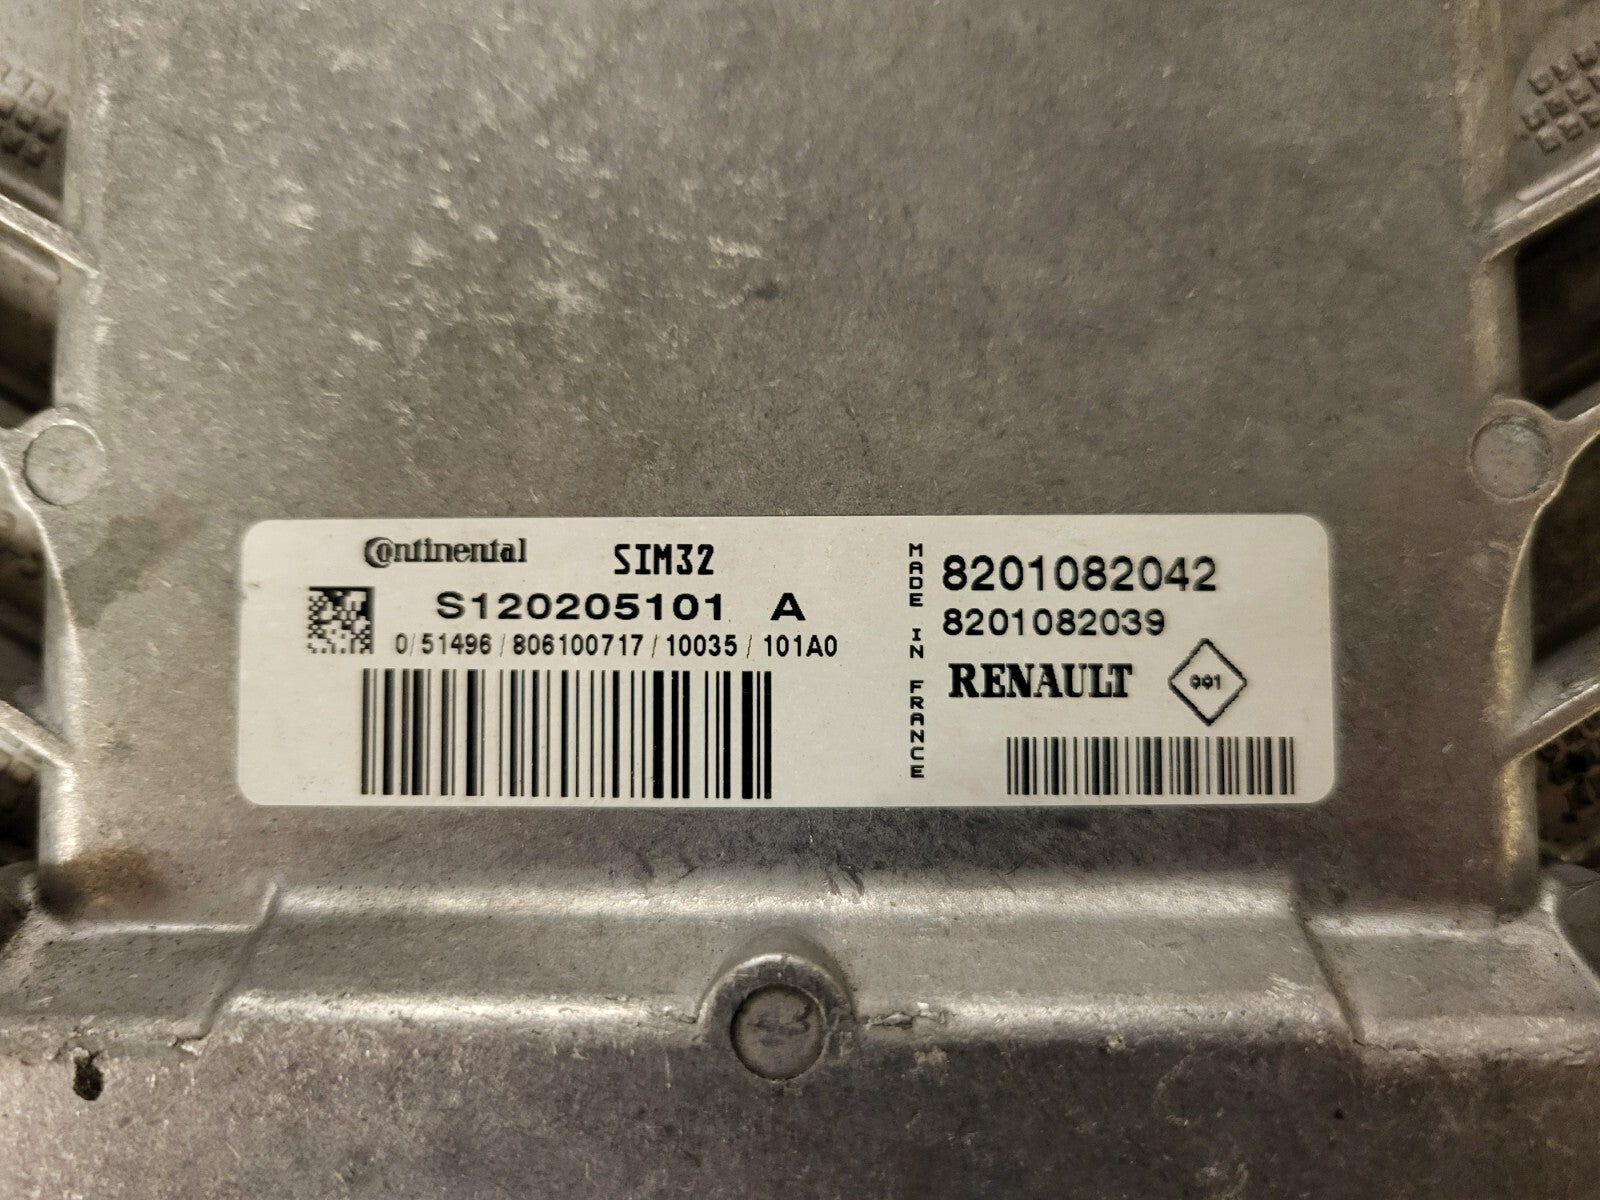 Continental SIM32
S120205101 A
0/51496/806100717/10035/101A0
MADE IN FRANCE
8201082042
8201082039
RENAULT 001